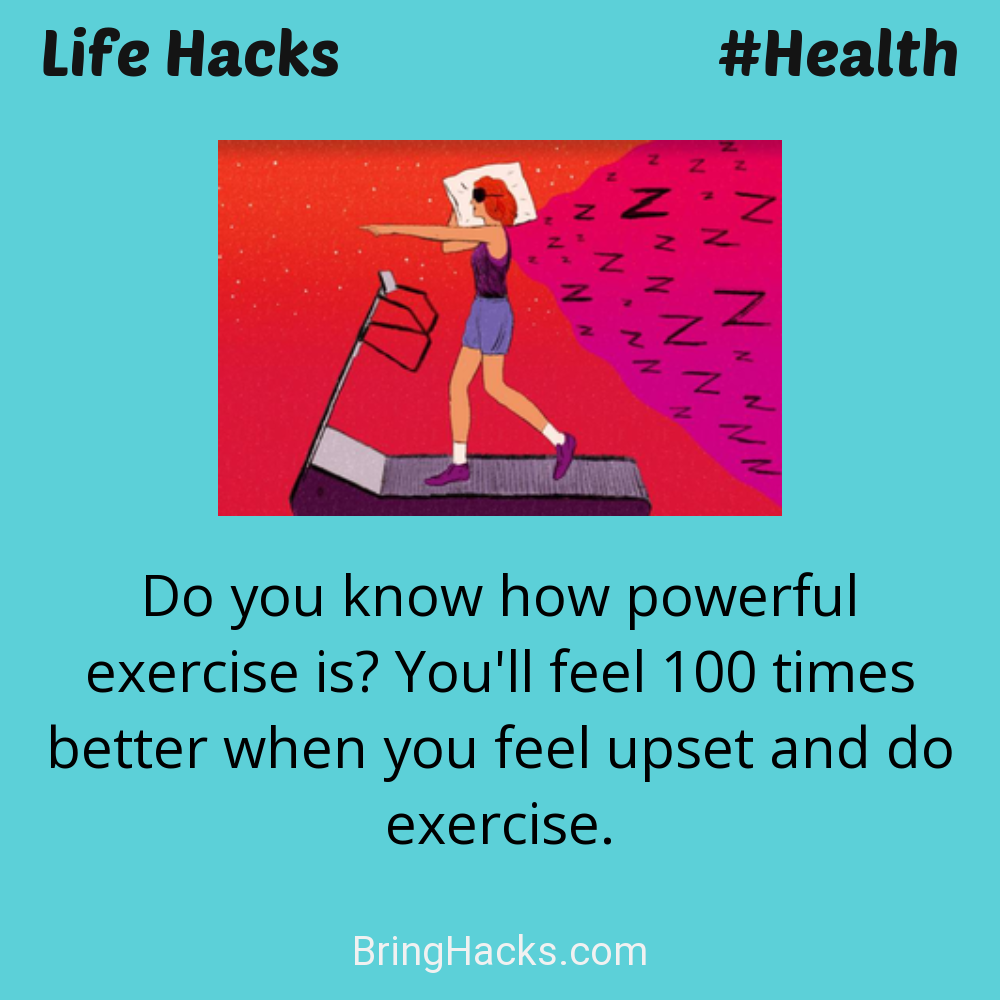 Life Hacks #Health
Z Z Z Z Z Z Z Z Z Z Z Z Z Z Z Z Z Z Z Z Z Z Z Z Z Z Z Z Z Z
Do you know how powerful
exercise is? You'll feel 100 times
better when you feel upset and do
exercise.
BringHacks.com